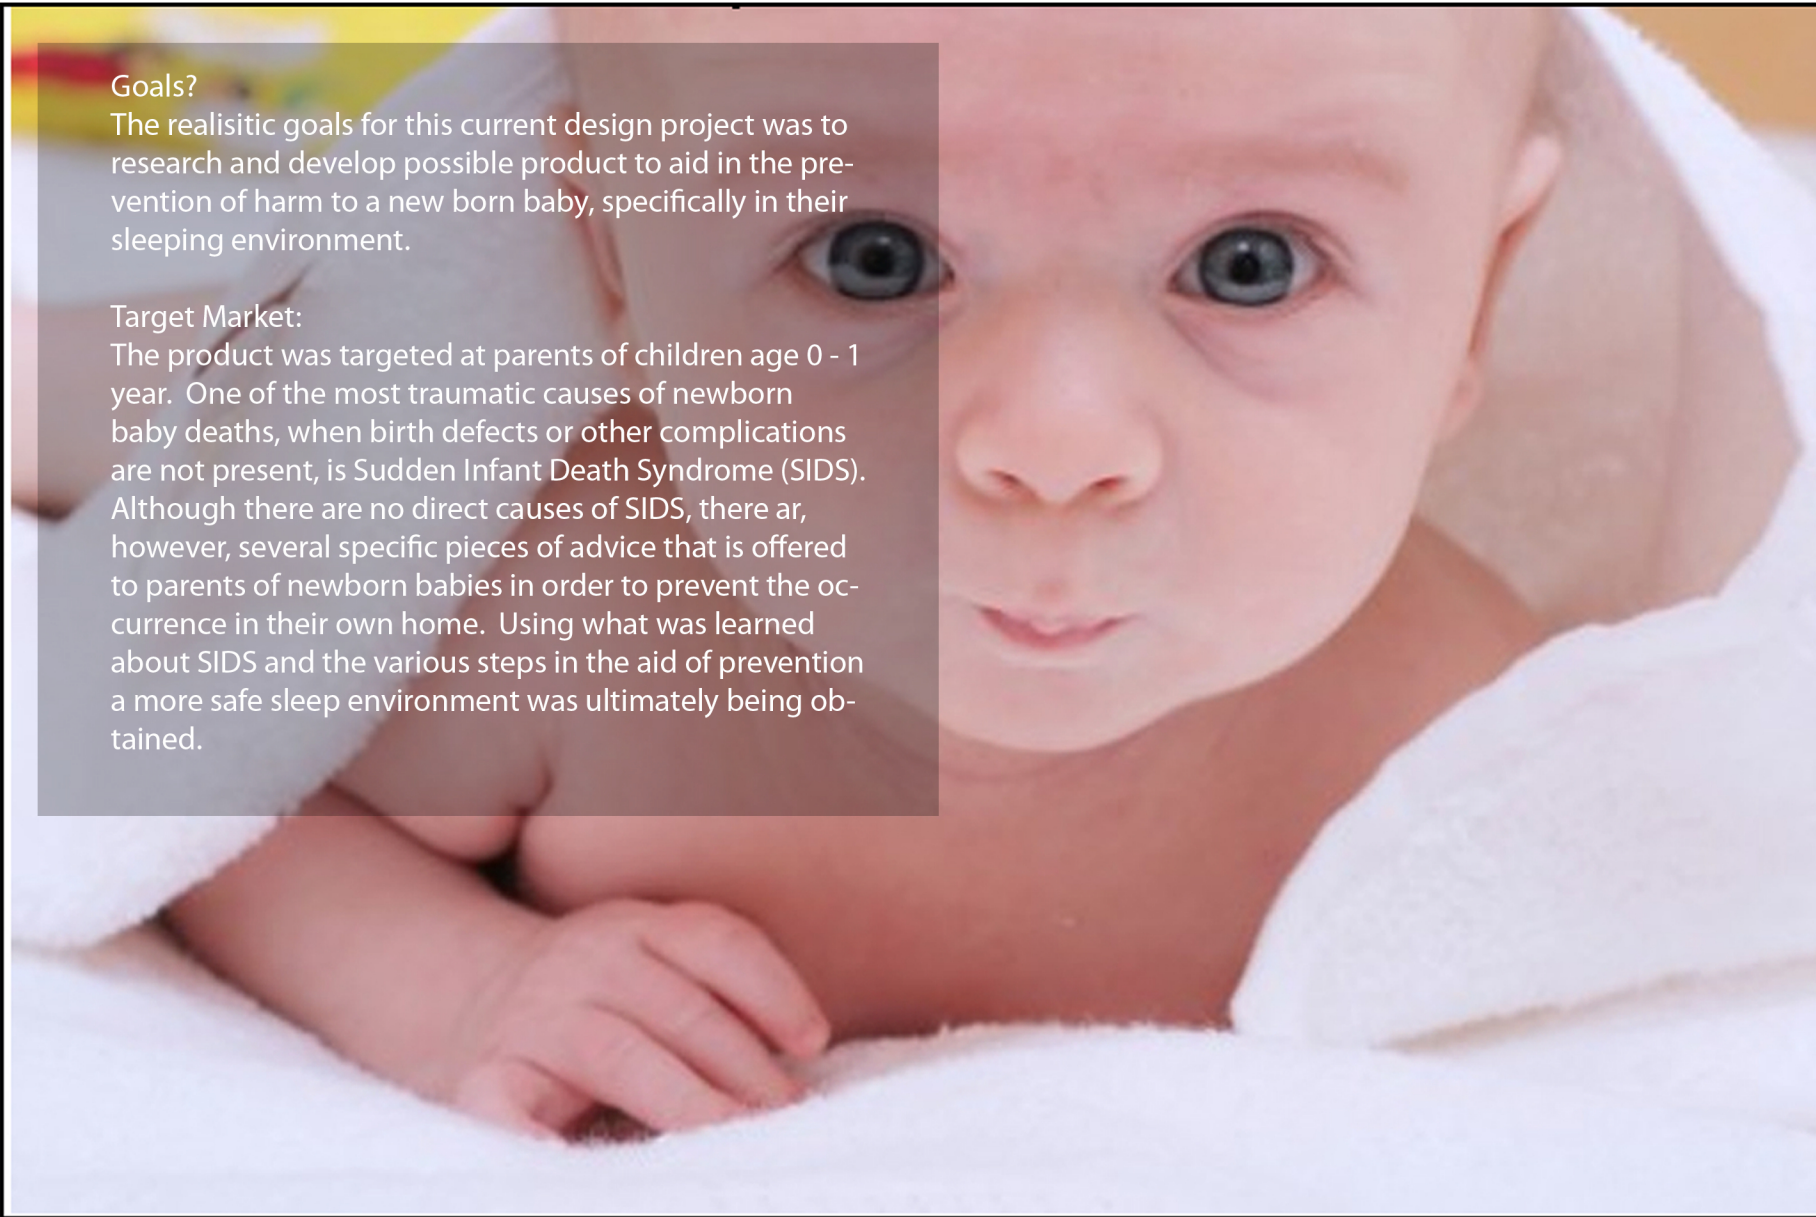 Goals?
The realisitic goals for this current design project was to
research and develop possible product to aid in the pre-
vention of harm to a new born baby, specifically in their
sleeping environment.
Target Market:
The product was targeted at parents of children age 0 - 1
year.  One of the most traumatic causes of newborn
baby deaths, when birth defects or other complications
are not present, is Sudden Infant Death Syndrome (SIDS).
Although there are no direct causes of SIDS, there ar,
however, several specific pieces of advice that is offered
to parents of newborn babies in order to prevent the oc-
currence in their own home.  Using what was learned
about SIDS and the various steps in the aid of prevention
a more safe sleep environment was ultimately being ob-
tained.